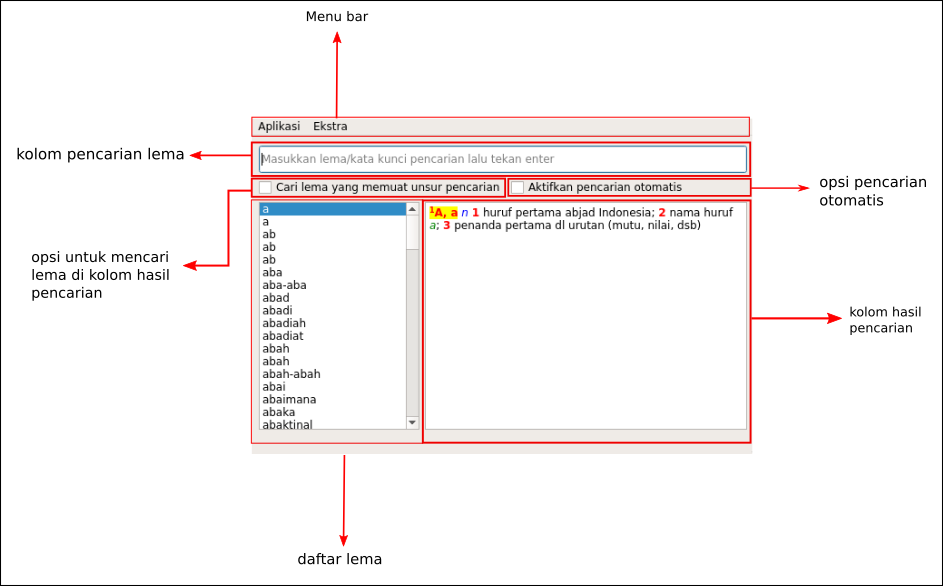 Menu bar
Aplikasi Ekstra
kolom pencarian lema
Masukkan lema/kata kunci pencarian lalu tekan enter
Cari lema yang memuat unsur pencarian
Aktifkan pencarian otomatis
opsi pencarian
otomatis
opsi untuk mencari
lema di kolom hasil
pencarian
a
a
ab
ab
ab
aba
aba-aba
abad
abadi
abadiah
abadiat
abah
abah
abah-abah
abai
abaimana
abaka
abaktinal
¹A, a n 1 huruf pertama abjad Indonesia; 2 nama huruf
a; 3 penanda pertama dl urutan (mutu, nilai, dsb)
kolom hasil
pencarian
daftar lema